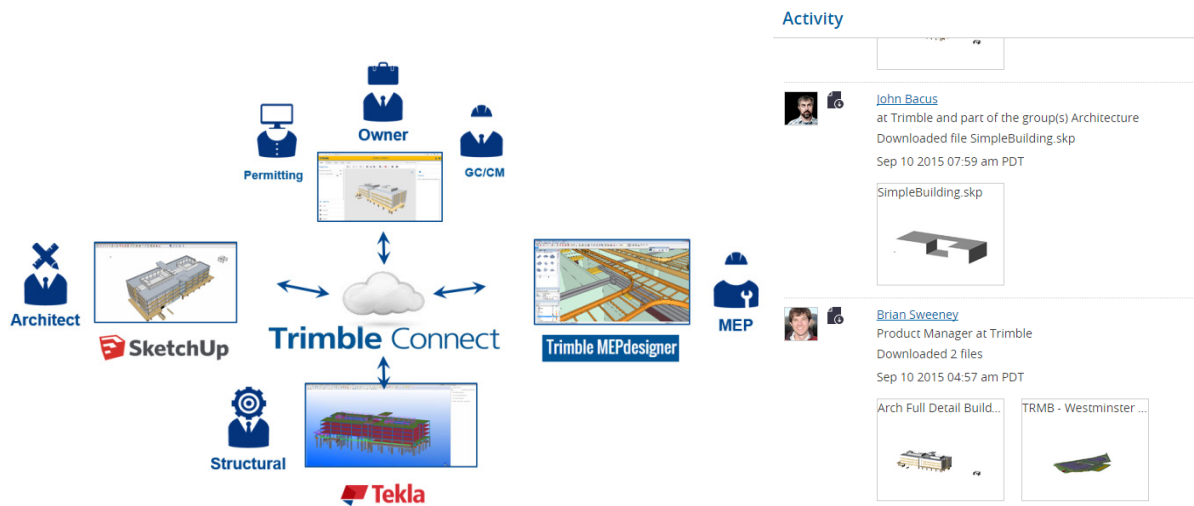 Owner
Permitting
GC/CM
Architect
SketchUp
Trimble Connect
Trimble MEPdesigner
MEP
Structural
Tekla
Activity
John Bacus
at Trimble and part of the group(s) Architecture
Downloaded file SimpleBuilding.skp
Sep 10 2015 07:59 am PDT
SimpleBuilding.skp
Brian Sweeney
Product Manager at Trimble
Downloaded 2 files
Sep 10 2015 04:57 am PDT
Arch Full Detail Build...
TRMB - Westminster ...